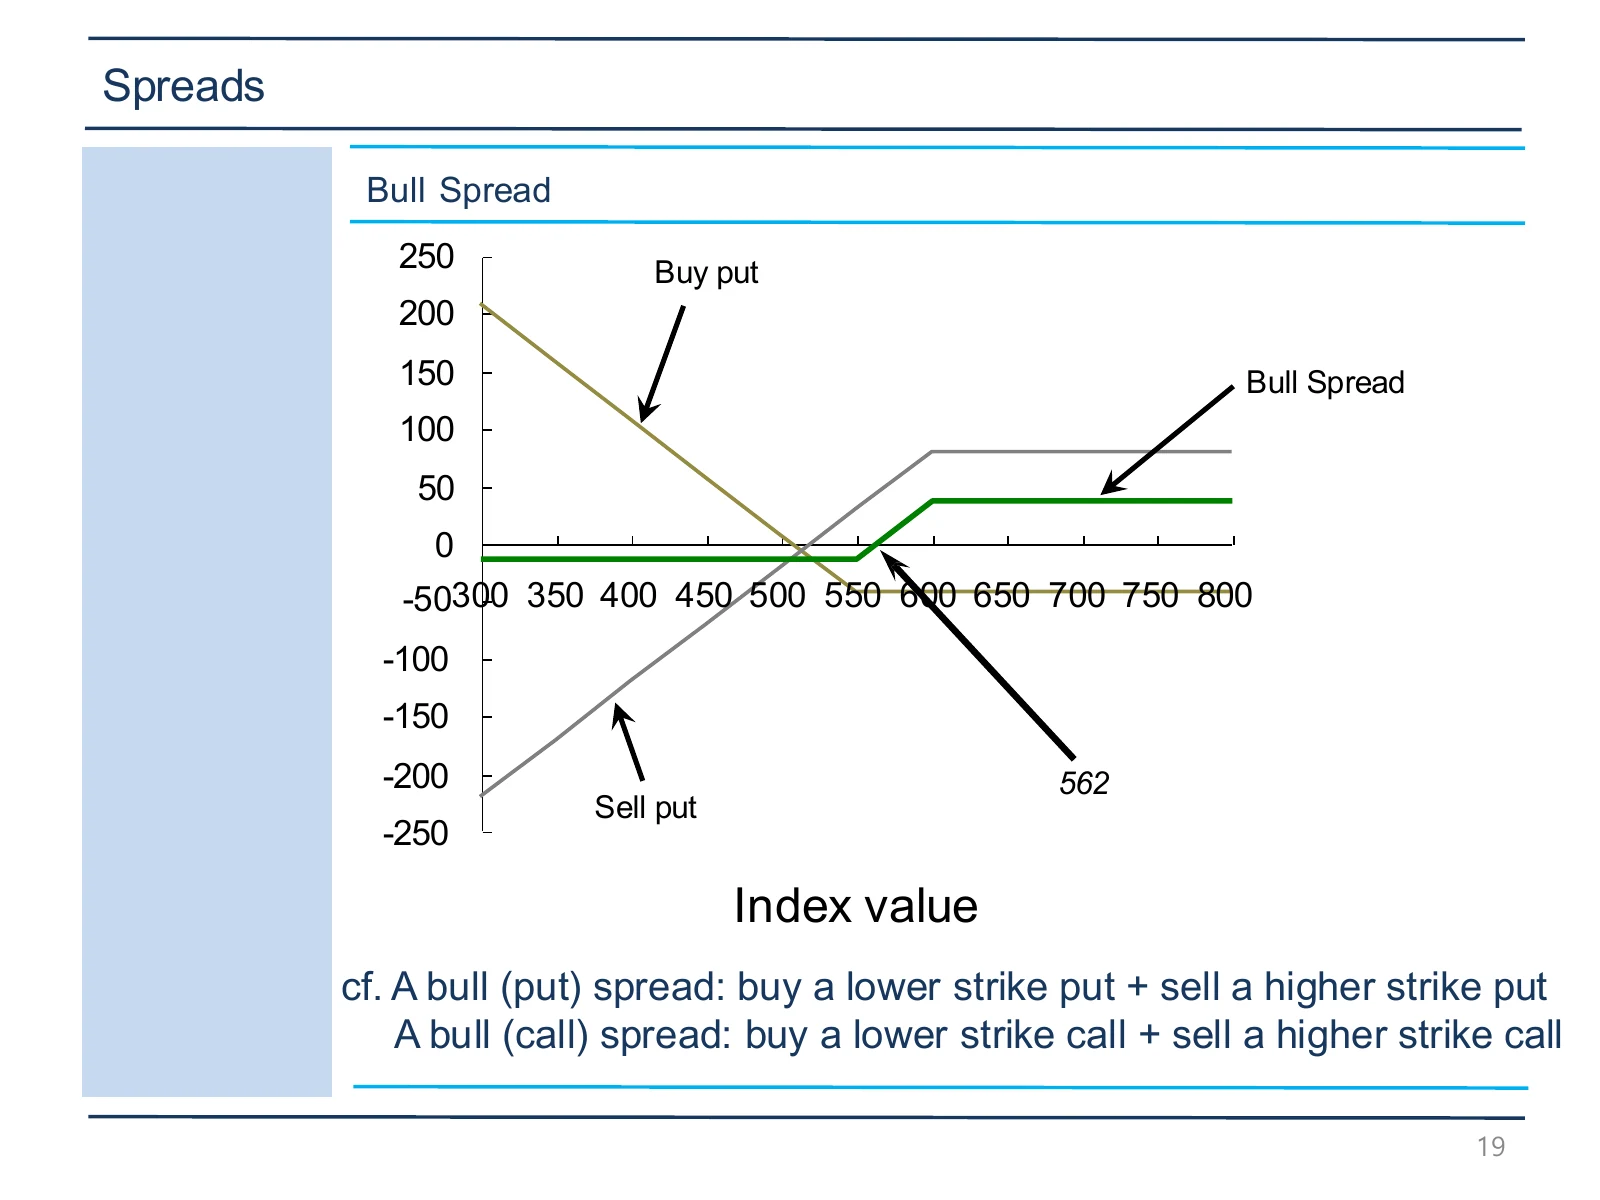 Spreads
Bull Spread
250
Buy put
200
150
Bull Spread
100
50
0
-50
300 350 400 450 500 550 600 650 700 750 800
-100
-150
-200
562
Sell put
-250
Index value
cf. A bull (put) spread: buy a lower strike put + sell a higher strike put
A bull (call) spread: buy a lower strike call + sell a higher strike call
19